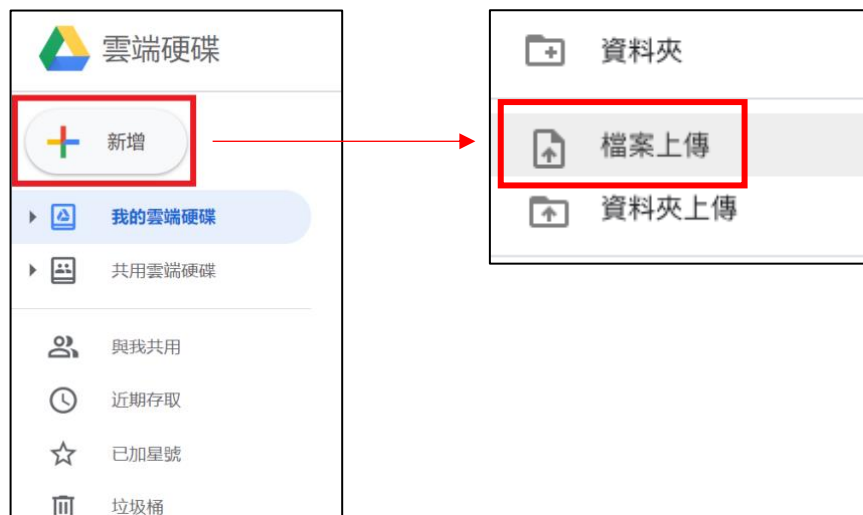 雲端硬碟
新增
我的雲端硬碟
共用雲端硬碟
與我共用
近期存取
已加星號
垃圾桶
資料夾
檔案上傳
資料夾上傳